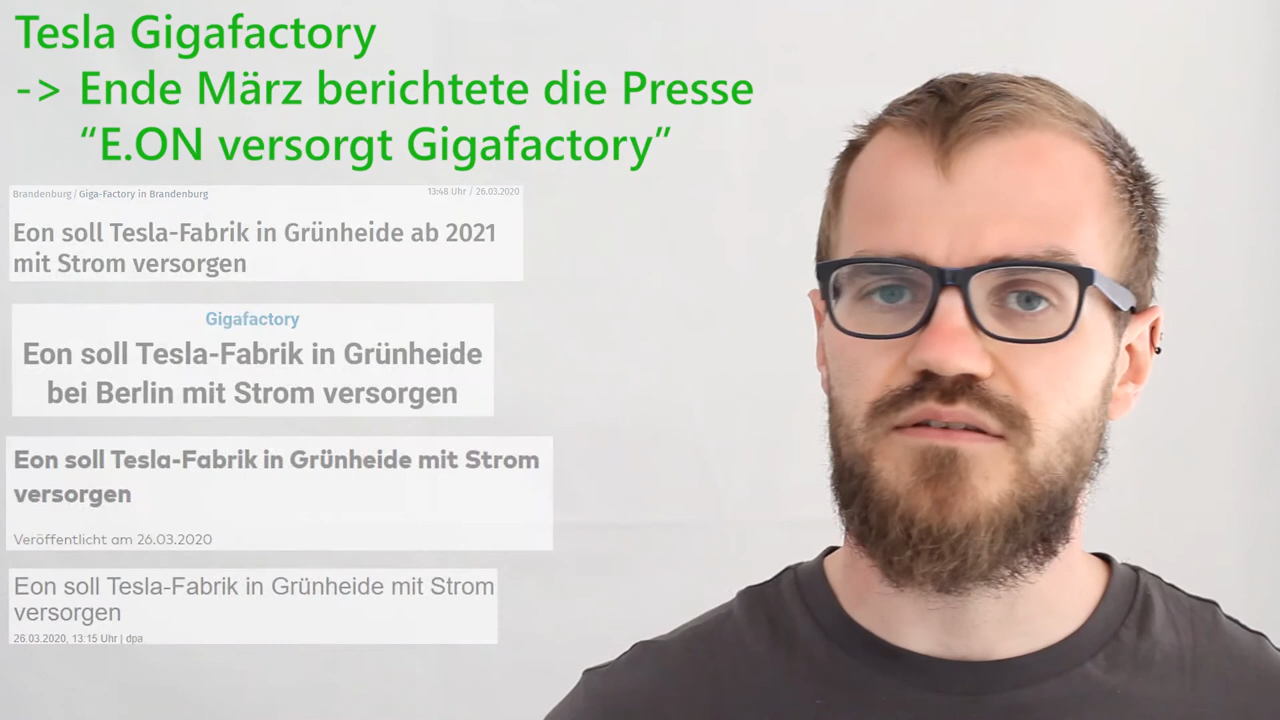 Tesla Gigafactory
-> Ende März berichtete die Presse
“E.ON versorgt Gigafactory”
Brandenburg / Giga-Factory in Brandenburg 13:48 Uhr / 26.03.2020
Eon soll Tesla-Fabrik in Grünheide ab 2021
mit Strom versorgen
Gigafactory
Eon soll Tesla-Fabrik in Grünheide
bei Berlin mit Strom versorgen
Eon soll Tesla-Fabrik in Grünheide mit Strom
versorgen
Veröffentlicht am 26.03.2020
Eon soll Tesla-Fabrik in Grünheide mit Strom
versorgen
26.03.2020, 13:15 Uhr | dpa